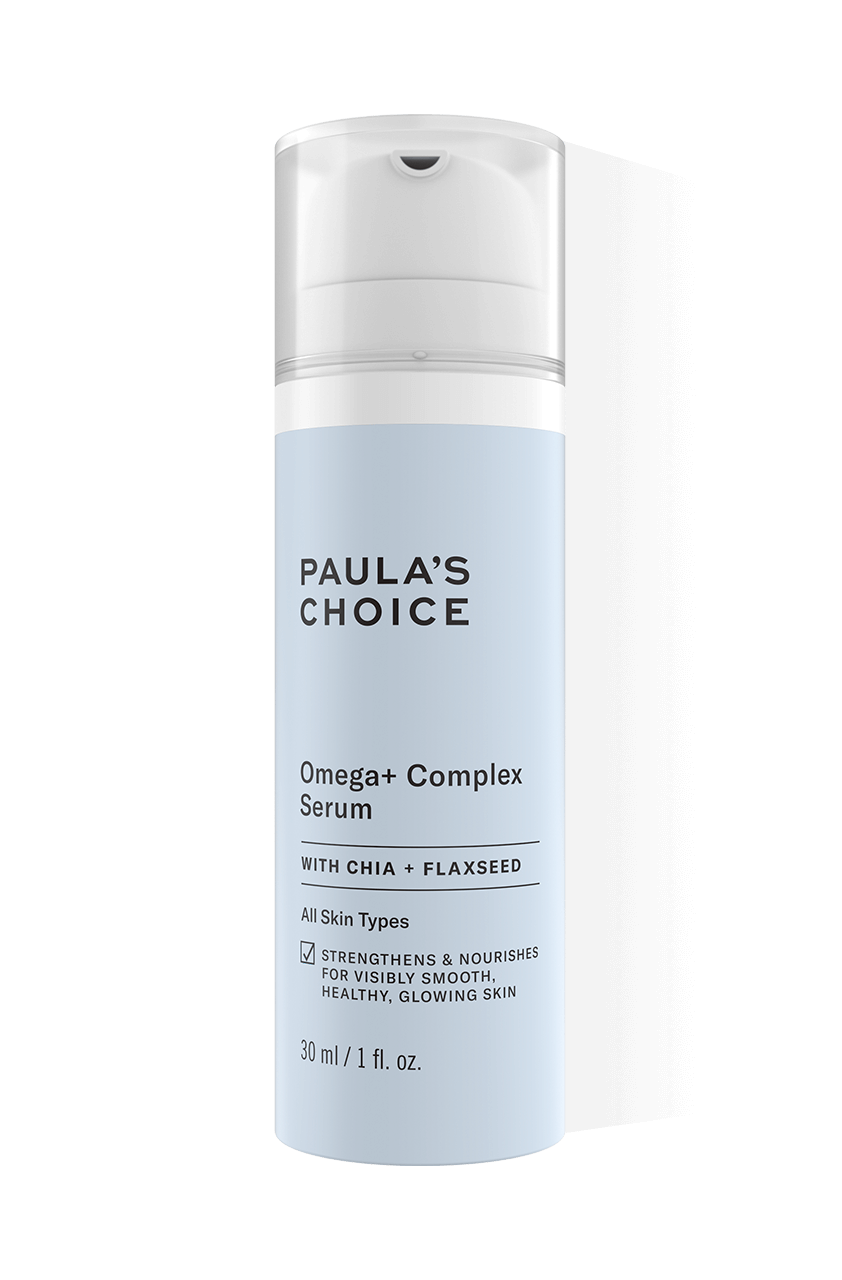 PAULA'S
CHOICE
Omega+ Complex
Serum
WITH CHIA + FLAXSEED
All Skin Types
STRENGTHENS & NOURISHES
FOR VISIBLY SMOOTH,
HEALTHY, GLOWING SKIN
30 ml / 1 fl. oz.